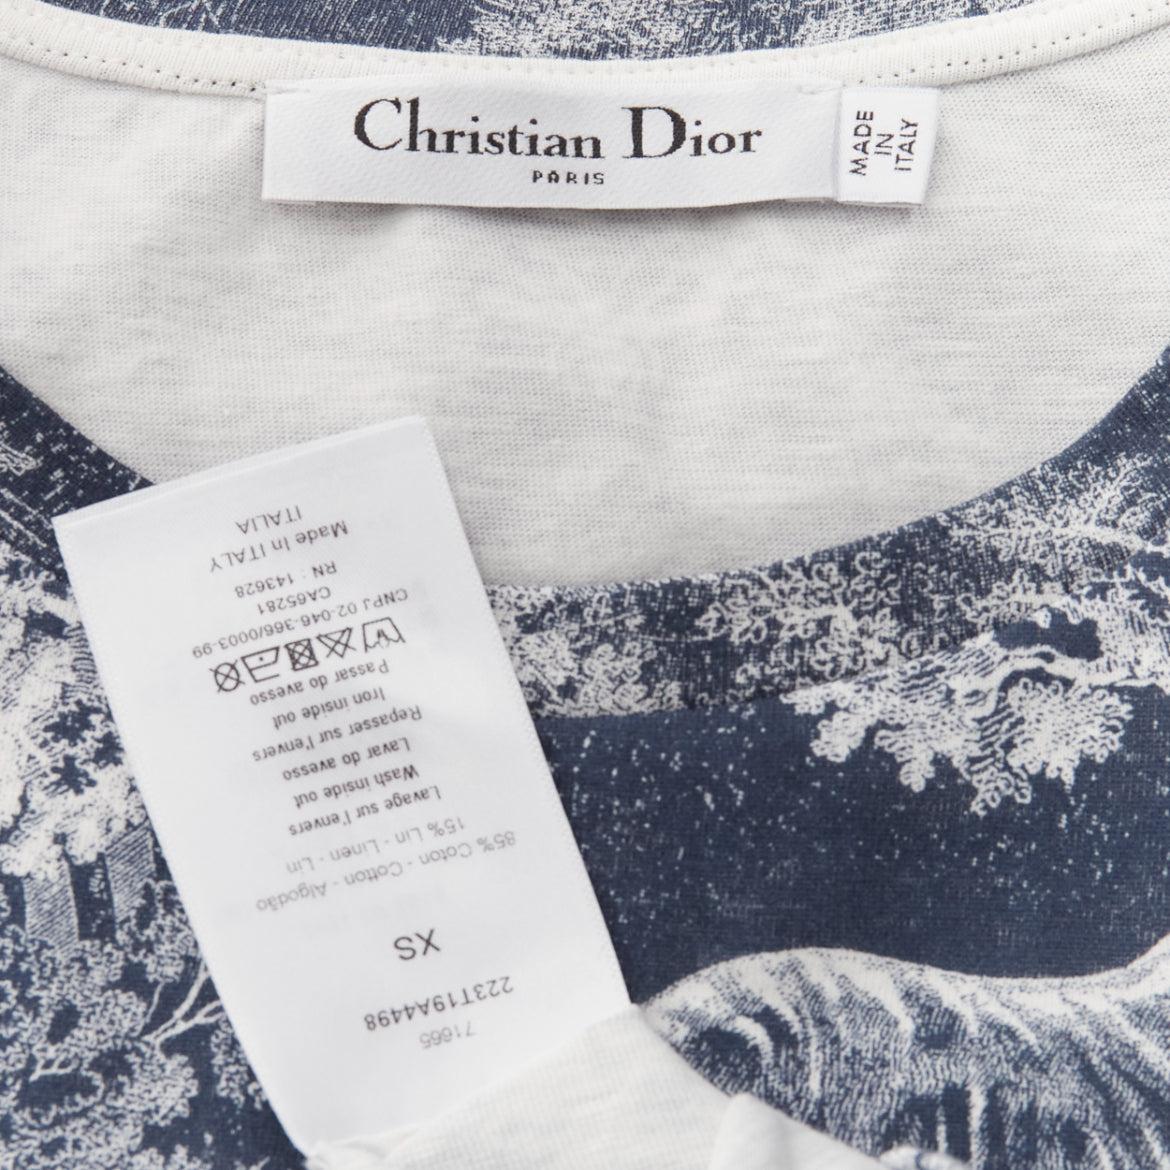 Christian Dior
PARIS
MADE
IN
ITALY
71665
223T19A4498
XS
85% Coton - Cotton - Algodão
15% Lin - Linen - Lin
Lavage sur l'envers
Wash inside out
Lavar do avesso
Repasser sur l'envers
Iron inside out
Passar do avesso
CNPJ 02-046-366/0003-99
CA65281
RN : 143628
Made In ITALY
ITALIA